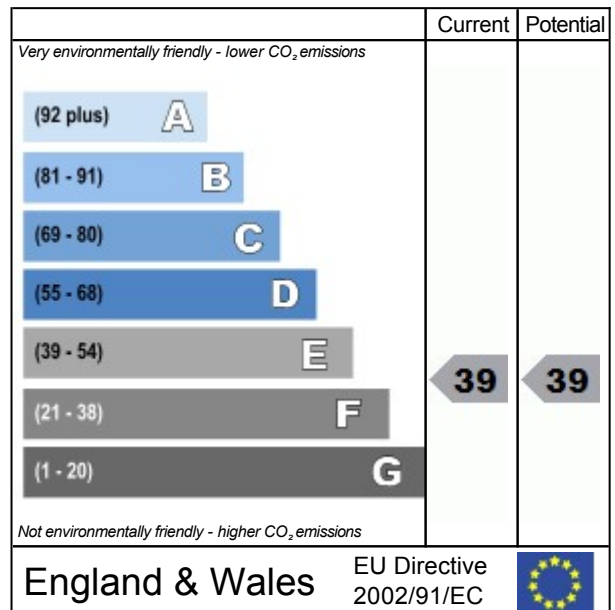 Current Potential
Very environmentally friendly - lower CO₂ emissions
(92 plus) A
(81 - 91) B
(69 - 80) C
(55 - 68) D
(39 - 54) E
39 39
(21 - 38) F
(1 - 20) G
Not environmentally friendly - higher CO₂ emissions
England & Wales
EU Directive
2002/91/EC